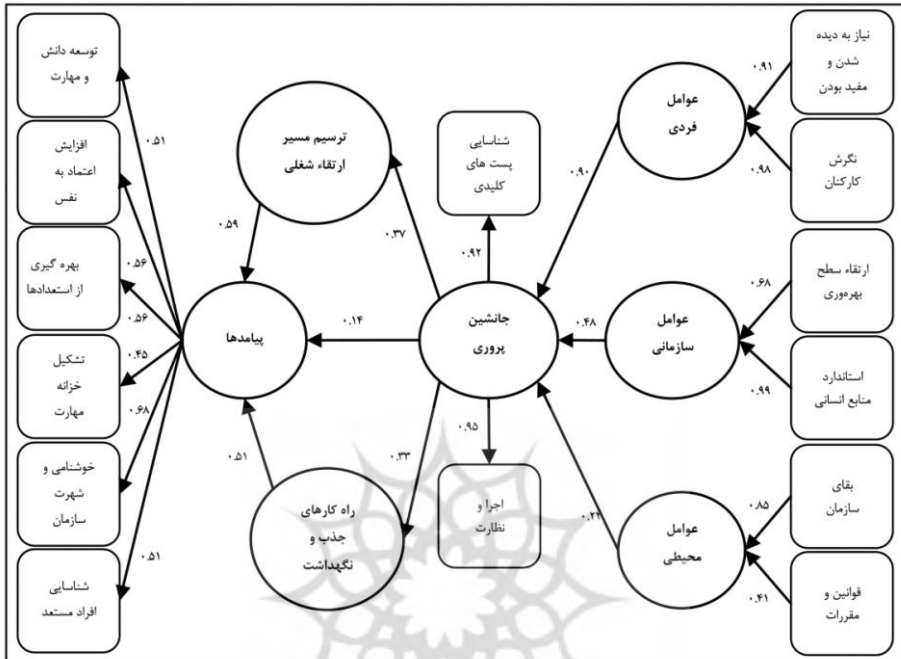 نیاز به دیده
شدن و
مفید بودن
نگرش
کارکنان
ارتقاء سطح
بهره‌وری
استاندارد
منابع انسانی
بقای
سازمان
قوانین و
مقررات
۰.۹۱
۰.۹۸
۰.۶۸
۰.۹۹
۰.۸۵
۰.۴۱
عوامل
فردی
عوامل
سازمانی
عوامل
محیطی
۰.۹۰
۰.۴۸
شناسایی
پست های
کلیدی
۰.۹۲
جانشین
پروری
۰.۹۵
اجرا و
نظارت
۰.۳۷
۰.۱۴
۰.۳۳
ترسیم مسیر
ارتقاء شغلی
۰.۵۹
پیامدها
۰.۵۱
راه کارهای
جذب و
نگهداشت
۰.۵۱
۰.۵۶
۰.۵۶
۰.۴۵
۰.۶۸
۰.۵۱
توسعه دانش
و مهارت
افزایش
اعتماد به
نفس
بهره گیری
از استعدادها
تشکیل
خزانه
مهارت
خوشنامی و
شهرت
سازمان
شناسایی
افراد مستعد